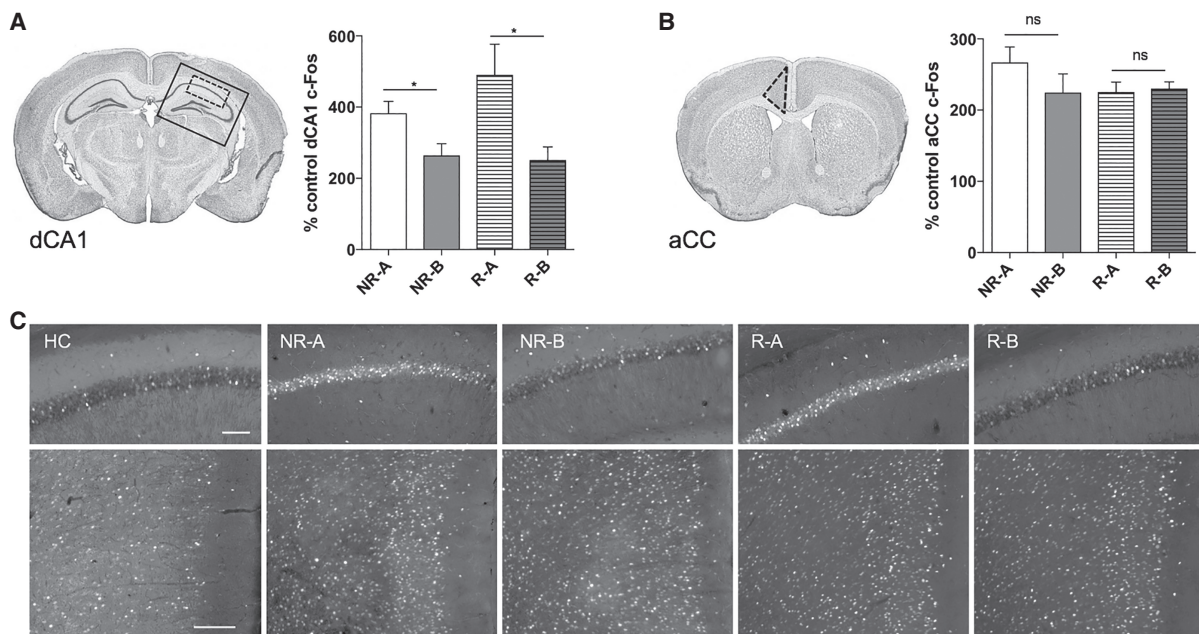 A
dCA1
% control dCA1 c-Fos
600
400
200
0
*
*
NR-A
NR-B
R-A
R-B
B
aCC
% control aCC c-Fos
300
200
100
0
ns
ns
NR-A
NR-B
R-A
R-B
C
HC
NR-A
NR-B
R-A
R-B